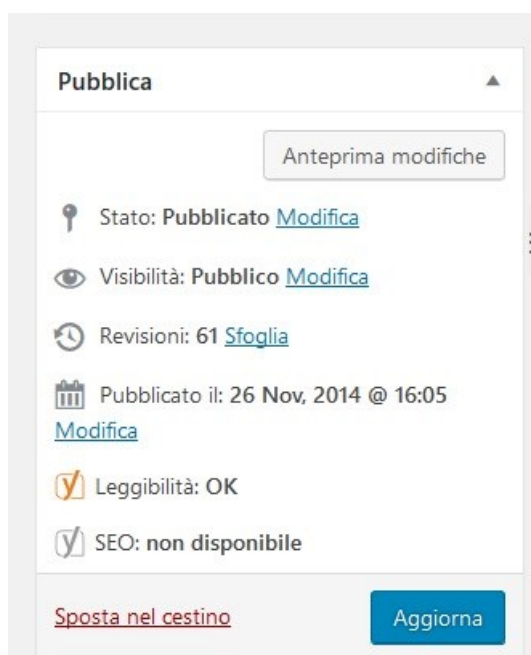 Pubblica
Anteprima modifiche
Stato: Pubblicato Modifica
Visibilità: Pubblico Modifica
Revisioni: 61 Sfoglia
Pubblicato il: 26 Nov, 2014 @ 16:05
Modifica
Leggibilità: OK
SEO: non disponibile
Sposta nel cestino
Aggiorna